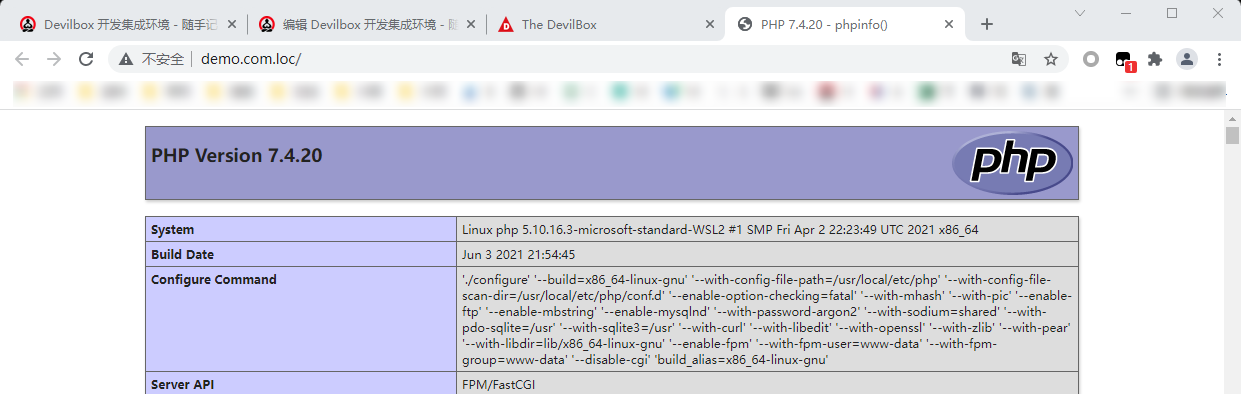 Devilbox 开发集成环境 - 随手记
编辑 Devilbox 开发集成环境 - 随
The DevilBox
PHP 7.4.20 - phpinfo()
不安全 demo.com.loc/
1
PHP Version 7.4.20
php
System Linux php 5.10.16.3-microsoft-standard-WSL2 #1 SMP Fri Apr 2 22:23:49 UTC 2021 x86_64
Build Date Jun 3 2021 21:54:45
Configure Command './configure' '--build=x86_64-linux-gnu' '--with-config-file-path=/usr/local/etc/php' '--with-config-file-
scan-dir=/usr/local/etc/php/conf.d' '--enable-option-checking=fatal' '--with-mhash' '--with-pic' '--enable-
ftp' '--enable-mbstring' '--enable-mysqlnd' '--with-password-argon2' '--with-sodium=shared' '--with-
pdo-sqlite=/usr' '--with-sqlite3=/usr' '--with-curl' '--with-libedit' '--with-openssl' '--with-zlib' '--with-pear'
'--with-libdir=lib/x86_64-linux-gnu' '--enable-fpm' '--with-fpm-user=www-data' '--with-fpm-
group=www-data' '--disable-cgi' 'build_alias=x86_64-linux-gnu'
Server API FPM/FastCGI